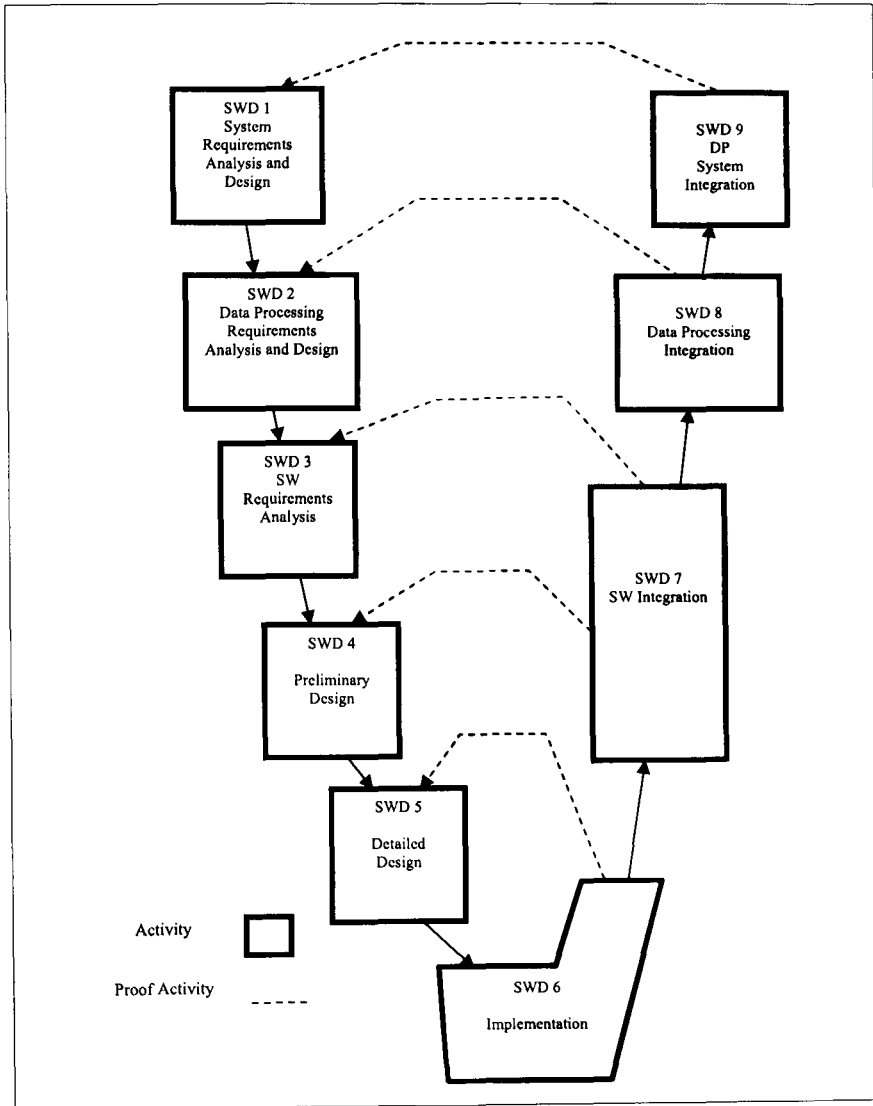 SWD 1
System
Requirements
Analysis and
Design
SWD 9
DP
System
Integration
SWD 2
Data Processing
Requirements
Analysis and Design
SWD 8
Data Processing
Integration
SWD 3
SW
Requirements
Analysis
SWD 7
SW Integration
SWD 4
Preliminary
Design
SWD 5
Detailed
Design
SWD 6
Implementation
Activity
Proof Activity